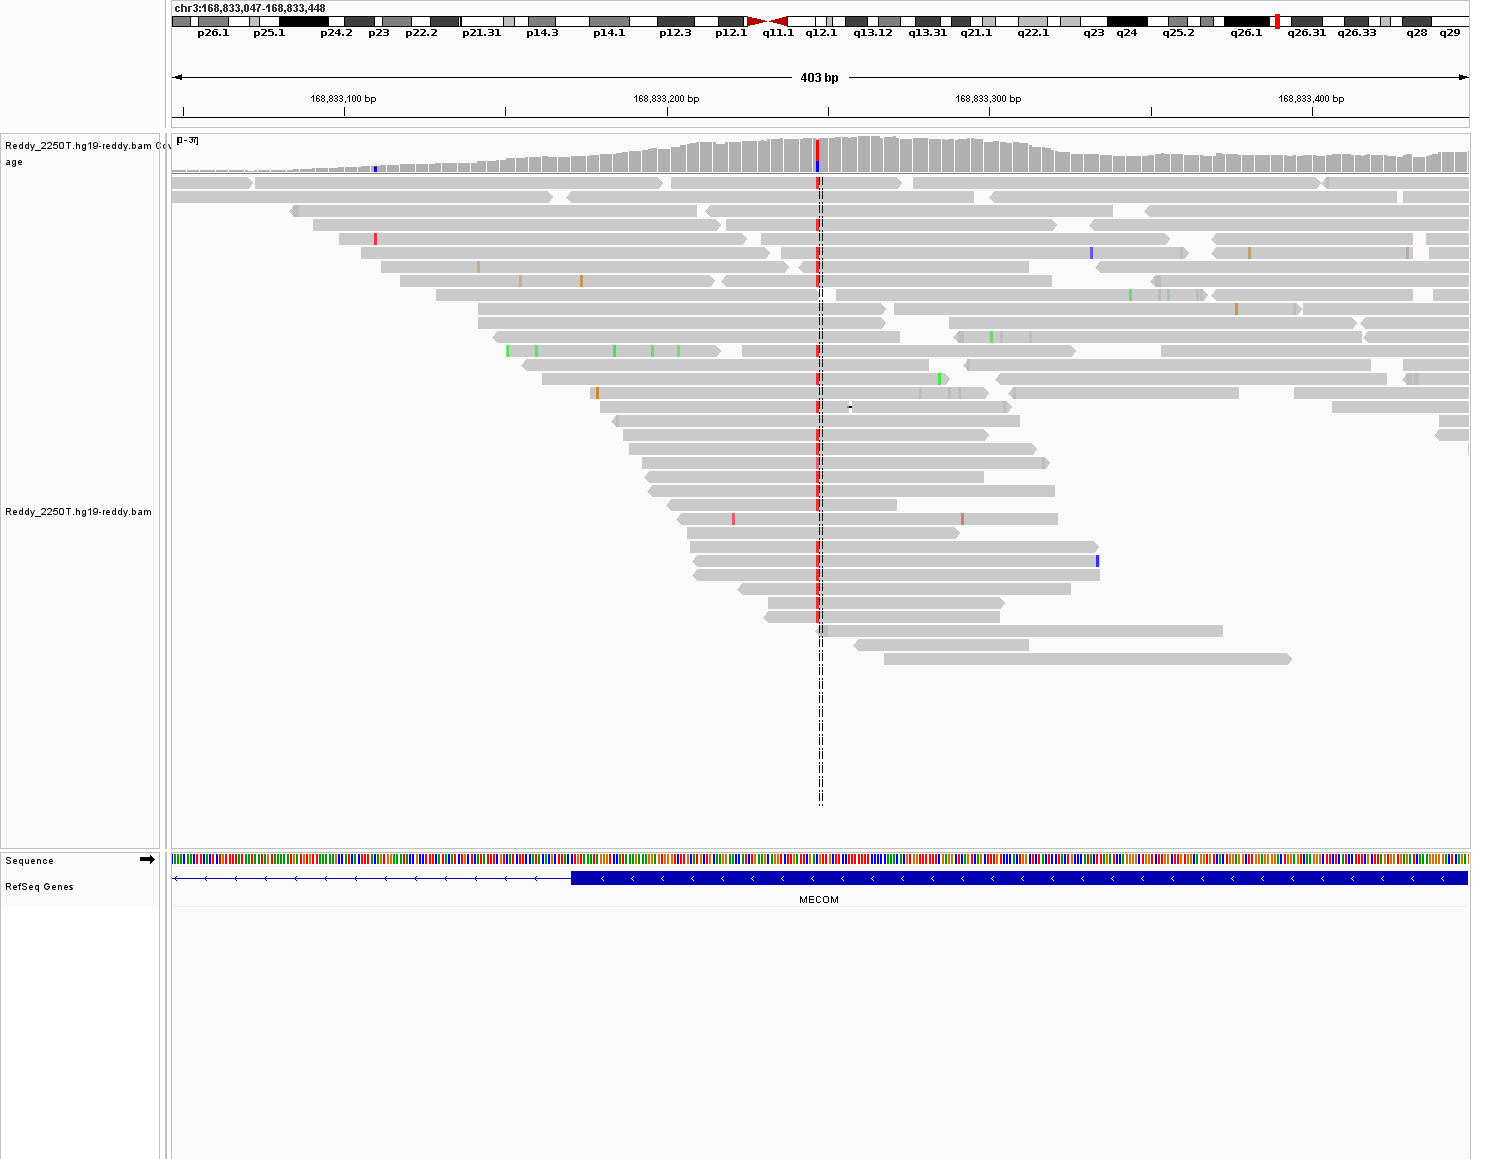 chr3:168,833,047-168,833,448
p26.1 p25.1 p24.2 p23 p22.2 p21.31 p14.3 p14.1 p12.3 p12.1 q11.1 q12.1 q13.12 q13.31 q21.1 q22.1 q23 q24 q25.2 q26.1 q26.31 q26.33 q28 q29
403 bp
168,833,100 bp 168,833,200 bp 168,833,300 bp 168,833,400 bp
Reddy_2250T.hg19-reddy.bam Cov
age
[0-37]
Reddy_2250T.hg19-reddy.bam
Sequence
RefSeq Genes
MECOM